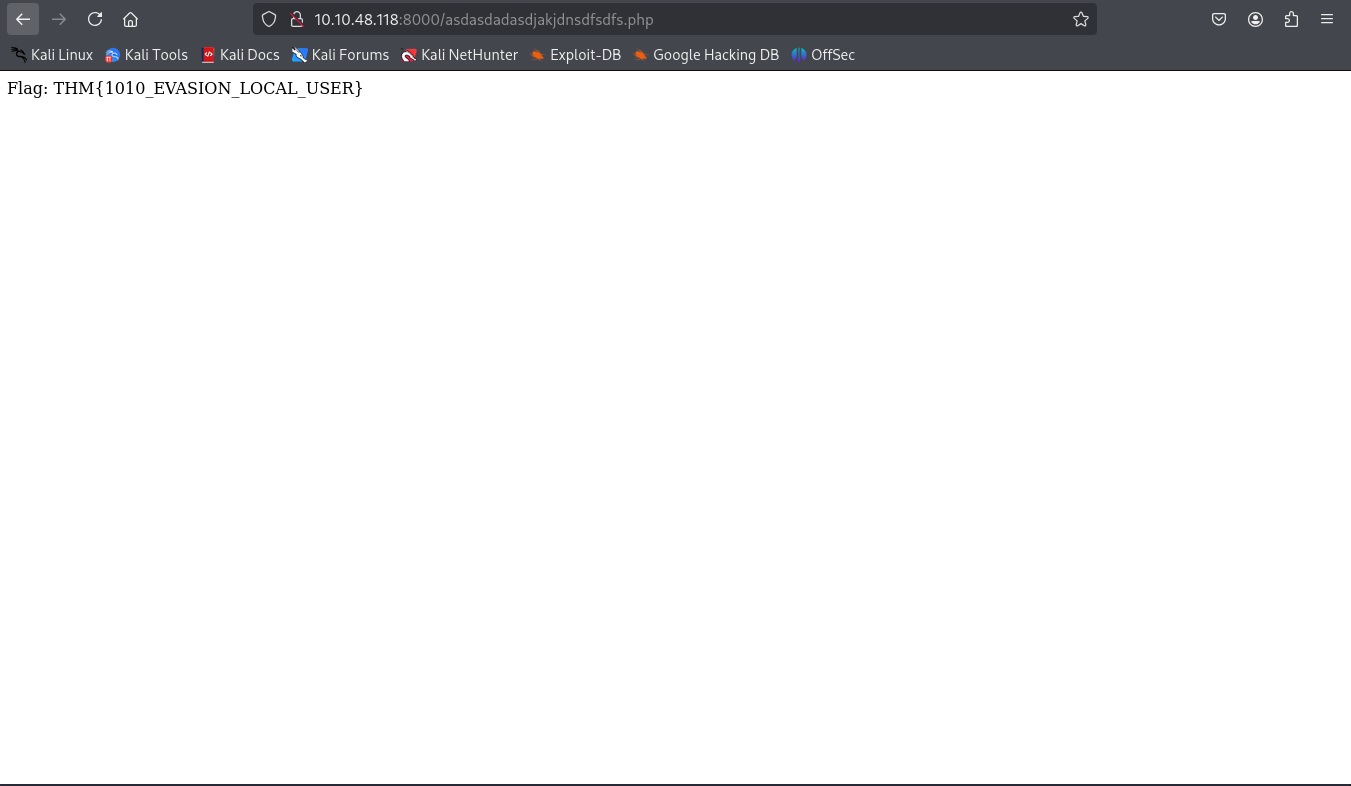 10.10.48.118:8000/asdasdadasdjakjdnsdfsdfs.php
Kali Linux Kali Tools Kali Docs Kali Forums Kali NetHunter Exploit-DB Google Hacking DB OffSec
Flag: THM{1010_EVASION_LOCAL_USER}